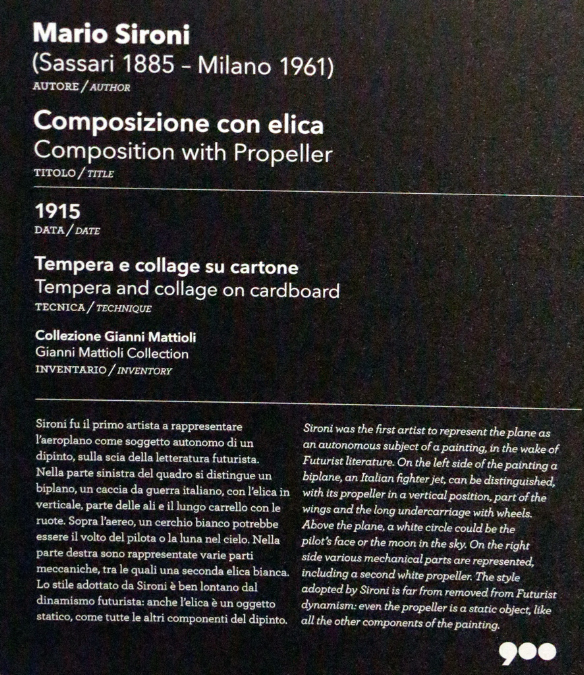 Mario Sironi
(Sassari 1885 – Milano 1961)
AUTORE / AUTHOR
Composizione con elica
Composition with Propeller
TITOLO / TITLE
1915
DATA / DATE
Tempera e collage su cartone
Tempera and collage on cardboard
TECNICA / TECHNIQUE
Collezione Gianni Mattioli
Gianni Mattioli Collection
INVENTARIO / INVENTORY
Sironi fu il primo artista a rappresentare
l'aeroplano come soggetto autonomo di un
dipinto, sulla scia della letteratura futurista.
Nella parte sinistra del quadro si distingue un
biplano, un caccia da guerra italiano, con l'elica in
verticale, parte delle ali e il lungo carrello con le
ruote. Sopra l'aereo, un cerchio bianco potrebbe
essere il volto del pilota o la luna nel cielo. Nella
parte destra sono rappresentate varie parti
meccaniche, tra le quali una seconda elica bianca.
Lo stile adottato da Sironi è ben lontano dal
dinamismo futurista: anche l'elica è un oggetto
statico, come tutte le altri componenti del dipinto.
Sironi was the first artist to represent the plane as
an autonomous subject of a painting, in the wake of
Futurist literature. On the left side of the painting a
biplane, an Italian fighter jet, can be distinguished,
with its propeller in a vertical position, part of the
wings and the long undercarriage with wheels.
Above the plane, a white circle could be the
pilot's face or the moon in the sky. On the right
side various mechanical parts are represented,
including a second white propeller. The style
adopted by Sironi is far from removed from Futurist
dynamism: even the propeller is a static object, like
all the other components of the painting.
900